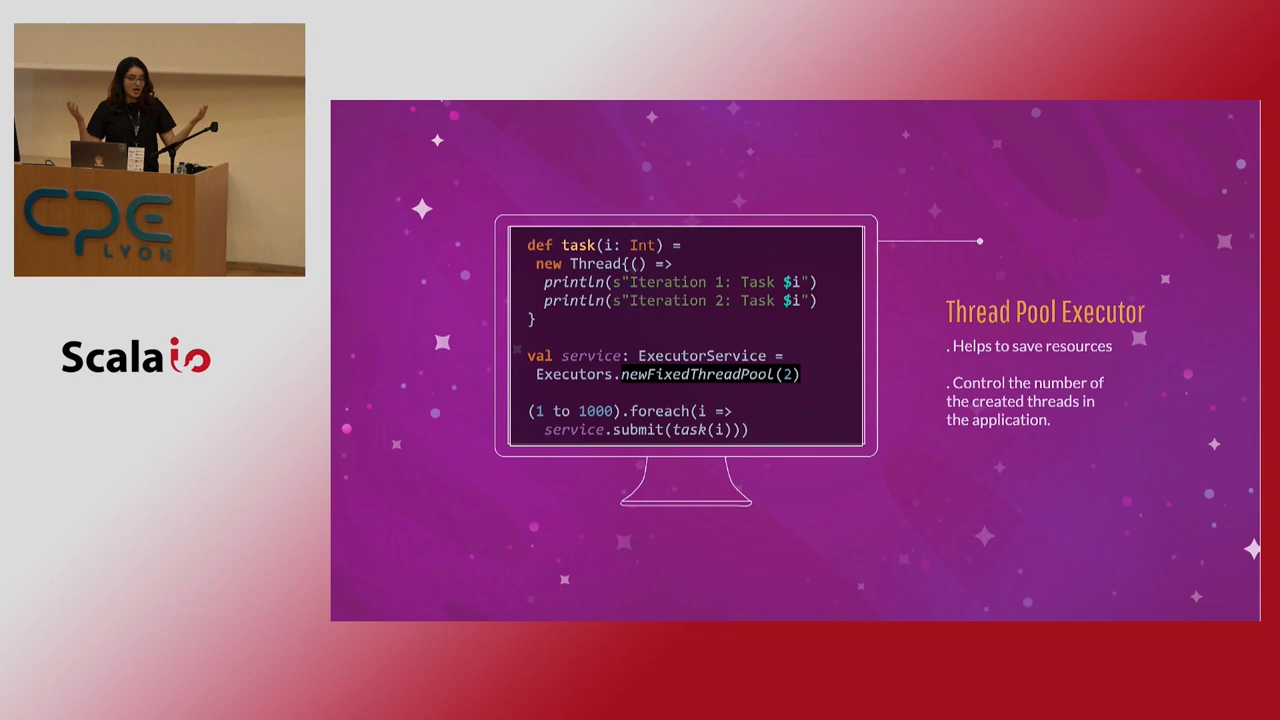 CPE
LYON
Scala io
def task(i: Int) =
new Thread{() =>
println(s"Iteration 1: Task $i")
println(s"Iteration 2: Task $i")
}
val service: ExecutorService =
Executors.newFixedThreadPool(2)
(1 to 1000).foreach(i =>
service.submit(task(i)))
Thread Pool Executor
. Helps to save resources
. Control the number of
the created threads in
the application.